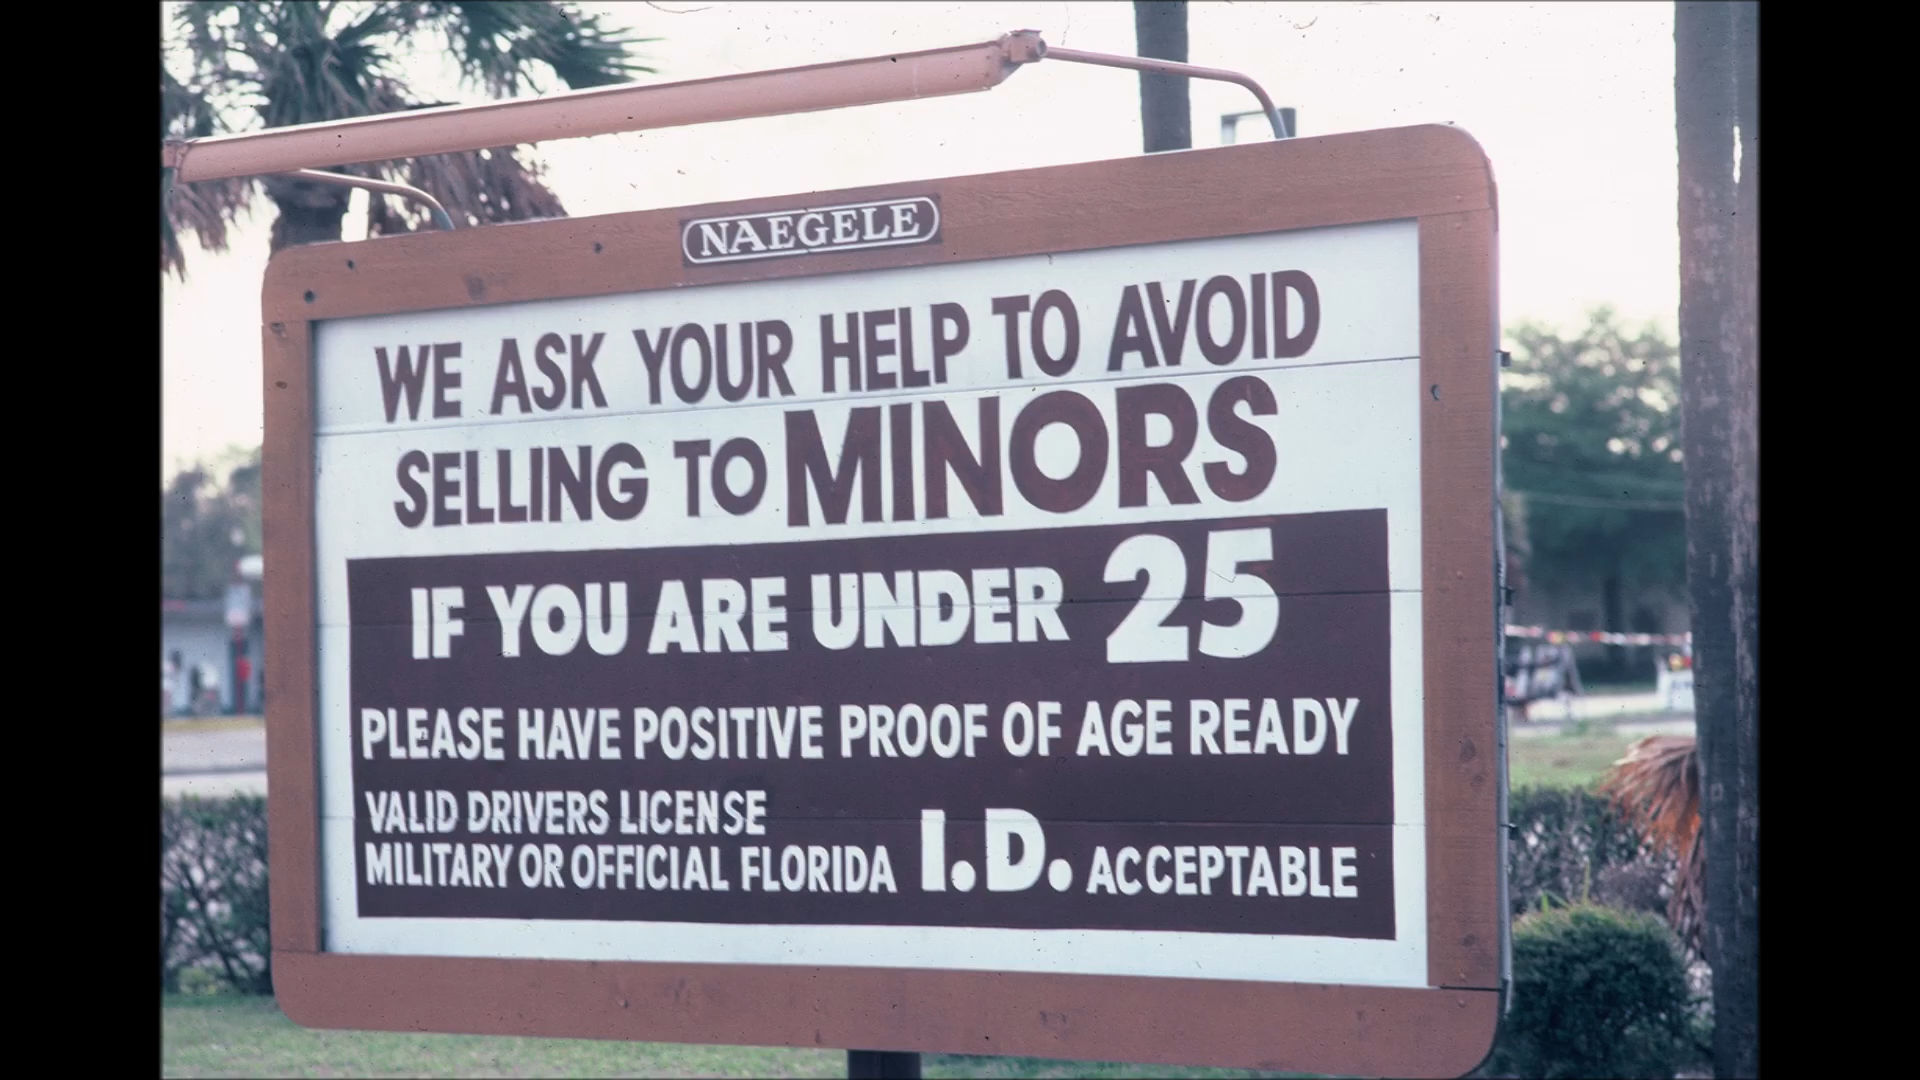 NAEGELE
WE ASK YOUR HELP TO AVOID
SELLING TO MINORS
IF YOU ARE UNDER 25
PLEASE HAVE POSITIVE PROOF OF AGE READY
VALID DRIVERS LICENSE
MILITARY OR OFFICIAL FLORIDA I.D. ACCEPTABLE